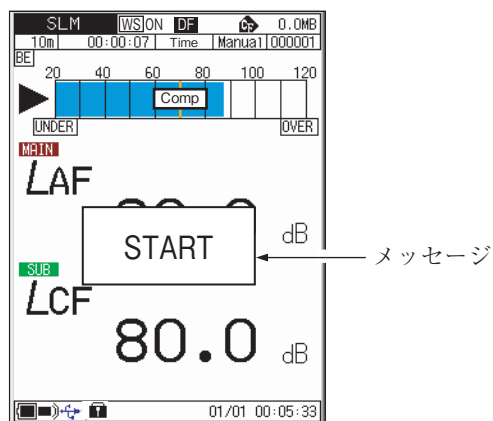 SLM WS ON DF CF 0.0MB
10m 00:00:07 Time Manual 000001
BE
20 40 60 80 100 120
Comp
UNDER OVER
MAIN
LAF
dB
START
メッセージ
SUB
LCF
80.0 dB
01/01 00:05:33